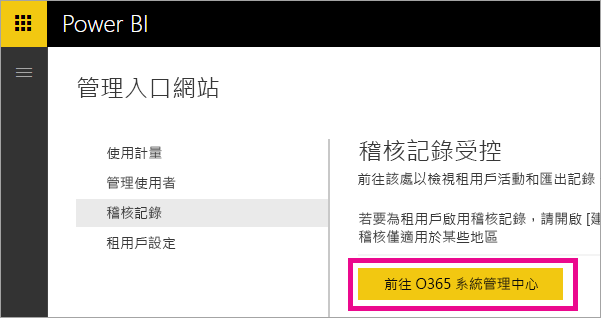 Power BI
管理入口網站
使用計量
管理使用者
稽核記錄
租用戶設定
稽核記錄受控
前往該處以檢視租用戶活動和匯出記錄
若要為租用戶啟用稽核記錄，請開啟 [建
稽核僅適用於某些地區
前往 O365 系統管理中心